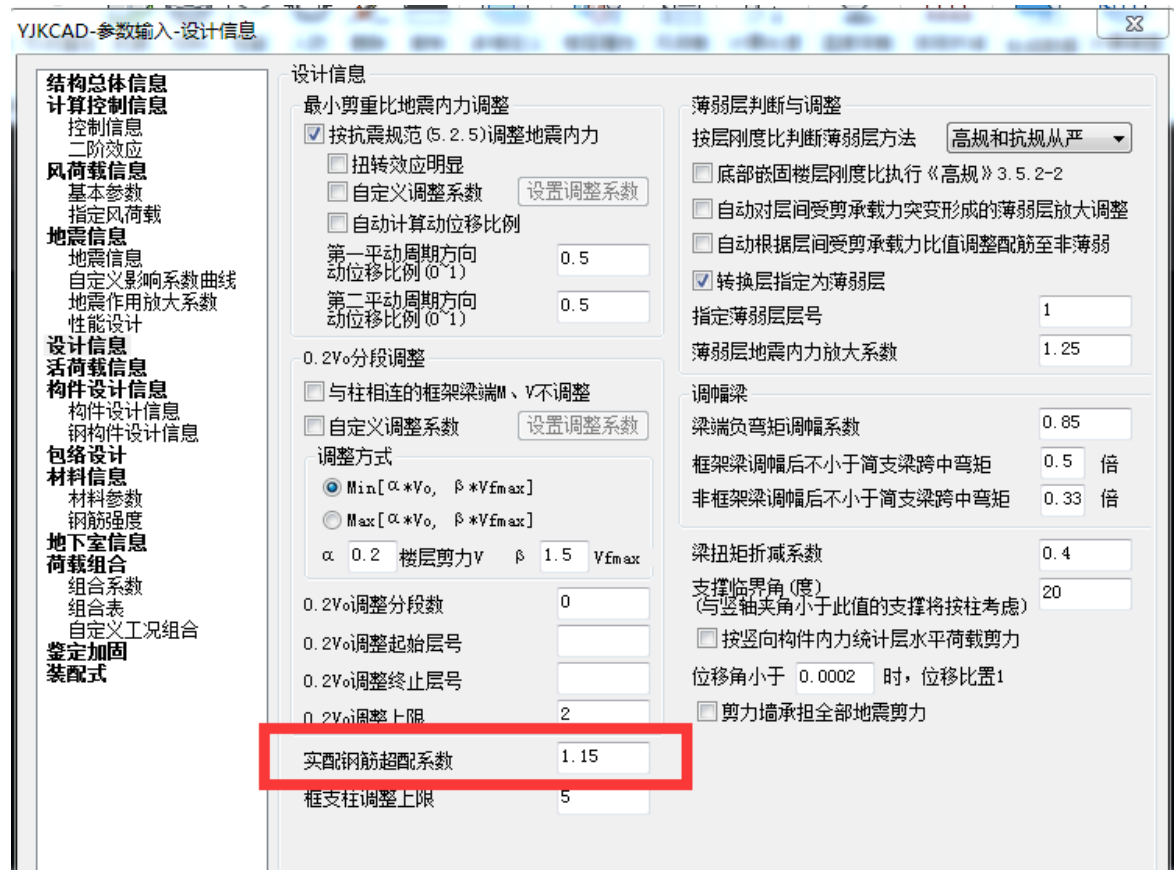 YJKCAD-参数输入-设计信息
结构总体信息
计算控制信息
控制信息
二阶效应
风荷载信息
基本参数
指定风荷载
地震信息
地震信息
自定义影响系数曲线
地震作用放大系数
性能设计
设计信息
活荷载信息
构件设计信息
构件设计信息
钢构件设计信息
包络设计
材料信息
材料参数
钢筋强度
地下室信息
荷载组合
组合系数
组合表
自定义工况组合
鉴定加固
装配式
设计信息
最小剪重比地震内力调整
按抗震规范(5.2.5)调整地震内力
扭转效应明显
自定义调整系数 设置调整系数
自动计算动位移比例
第一平动周期方向
动位移比例(0~1) 0.5
第二平动周期方向
动位移比例(0~1) 0.5
0.2Vo分段调整
与柱相连的框架梁端M、V不调整
自定义调整系数 设置调整系数
调整方式
Min[α*Vo, β*Vfmax]
Max[α*Vo, β*Vfmax]
α 0.2 楼层剪力V β 1.5 Vfmax
0.2Vo调整分段数 0
0.2Vo调整起始层号
0.2Vo调整终止层号
0.2Vo调整上限 2
实配钢筋超配系数 1.15
框支柱调整上限 5
薄弱层判断与调整
按层刚度比判断薄弱层方法 高规和抗规从严
底部嵌固楼层刚度比执行《高规》3.5.2-2
自动对层间受剪承载力突变形成的薄弱层放大调整
自动根据层间受剪承载力比值调整配筋至非薄弱
转换层指定为薄弱层
指定薄弱层层号 1
薄弱层地震内力放大系数 1.25
调幅梁
梁端负弯矩调幅系数 0.85
框架梁调幅后不小于简支梁跨中弯矩 0.5 倍
非框架梁调幅后不小于简支梁跨中弯矩 0.33 倍
梁扭矩折减系数 0.4
支撑临界角(度)
(与竖轴夹角小于此值的支撑将按柱考虑) 20
按竖向构件内力统计层水平荷载剪力
位移角小于 0.0002 时，位移比置1
剪力墙承担全部地震剪力